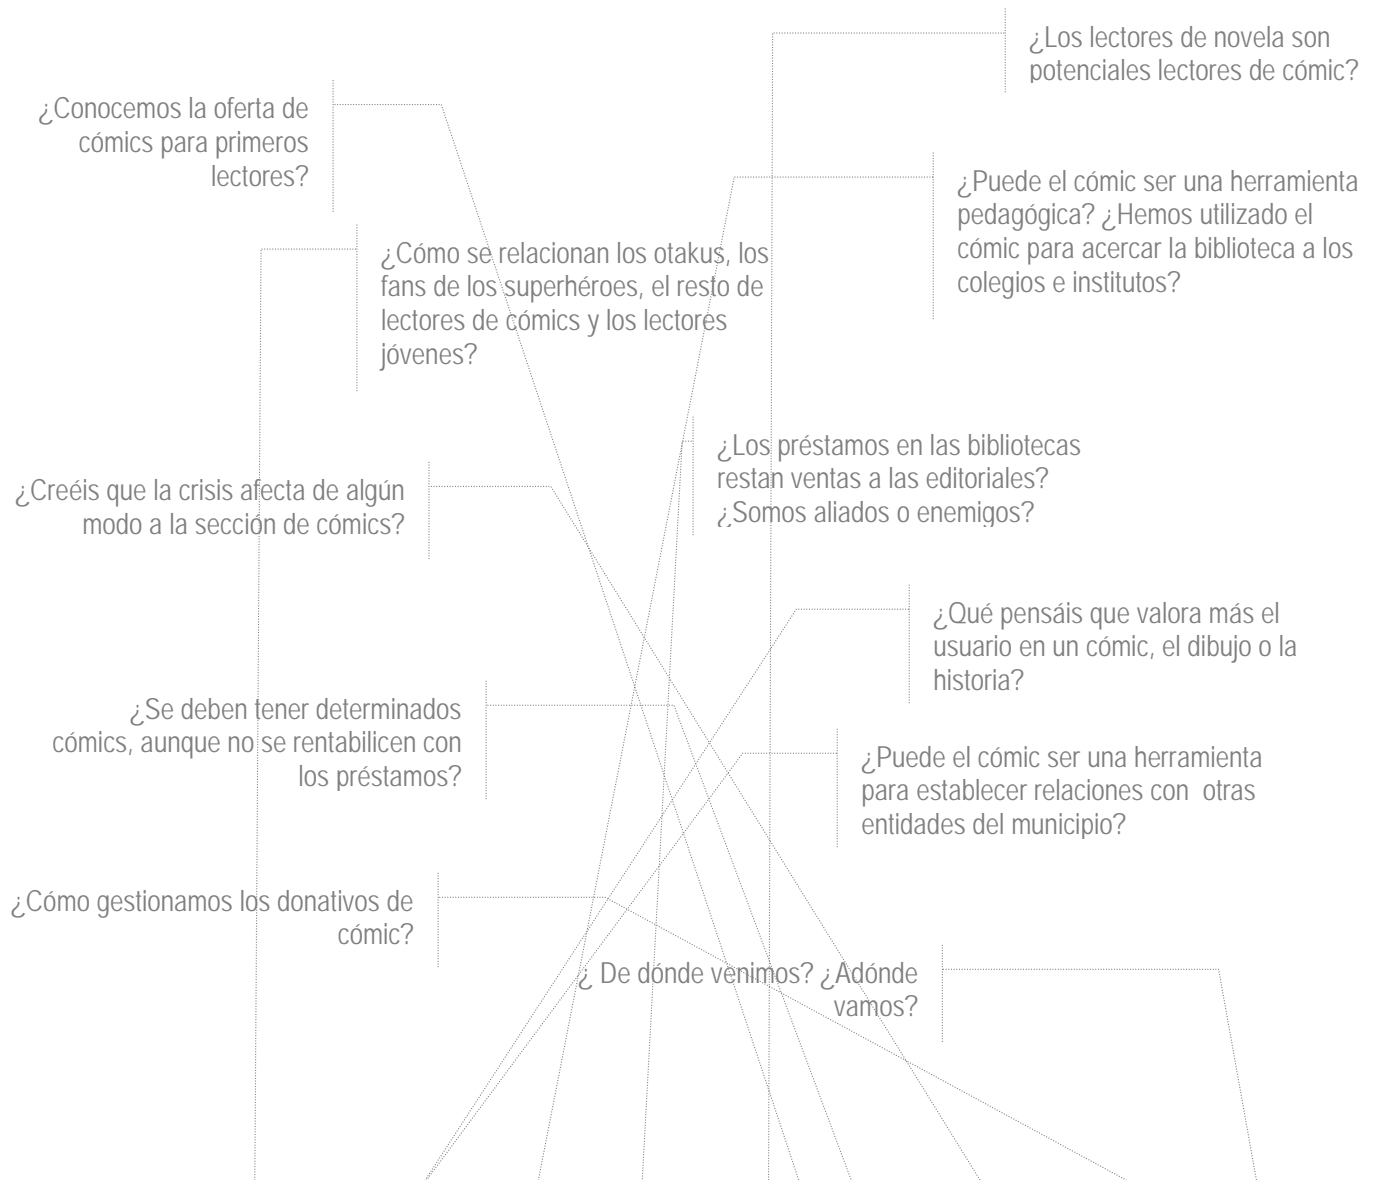 ¿Los lectores de novela son
potenciales lectores de cómic?
¿Conocemos la oferta de
cómics para primeros
lectores?
¿Puede el cómic ser una herramienta
pedagógica? ¿Hemos utilizado el
cómic para acercar la biblioteca a los
colegios e institutos?
¿Cómo se relacionan los otakus, los
fans de los superhéroes, el resto de
lectores de cómics y los lectores
jóvenes?
¿Los préstamos en las bibliotecas
restan ventas a las editoriales?
¿Somos aliados o enemigos?
¿Creéis que la crisis afecta de algún
modo a la sección de cómics?
¿Qué pensáis que valora más el
usuario en un cómic, el dibujo o la
historia?
¿Se deben tener determinados
cómics, aunque no se rentabilicen con
los préstamos?
¿Puede el cómic ser una herramienta
para establecer relaciones con otras
entidades del municipio?
¿Cómo gestionamos los donativos de
cómic?
¿ De dónde venimos? ¿Adónde
vamos?